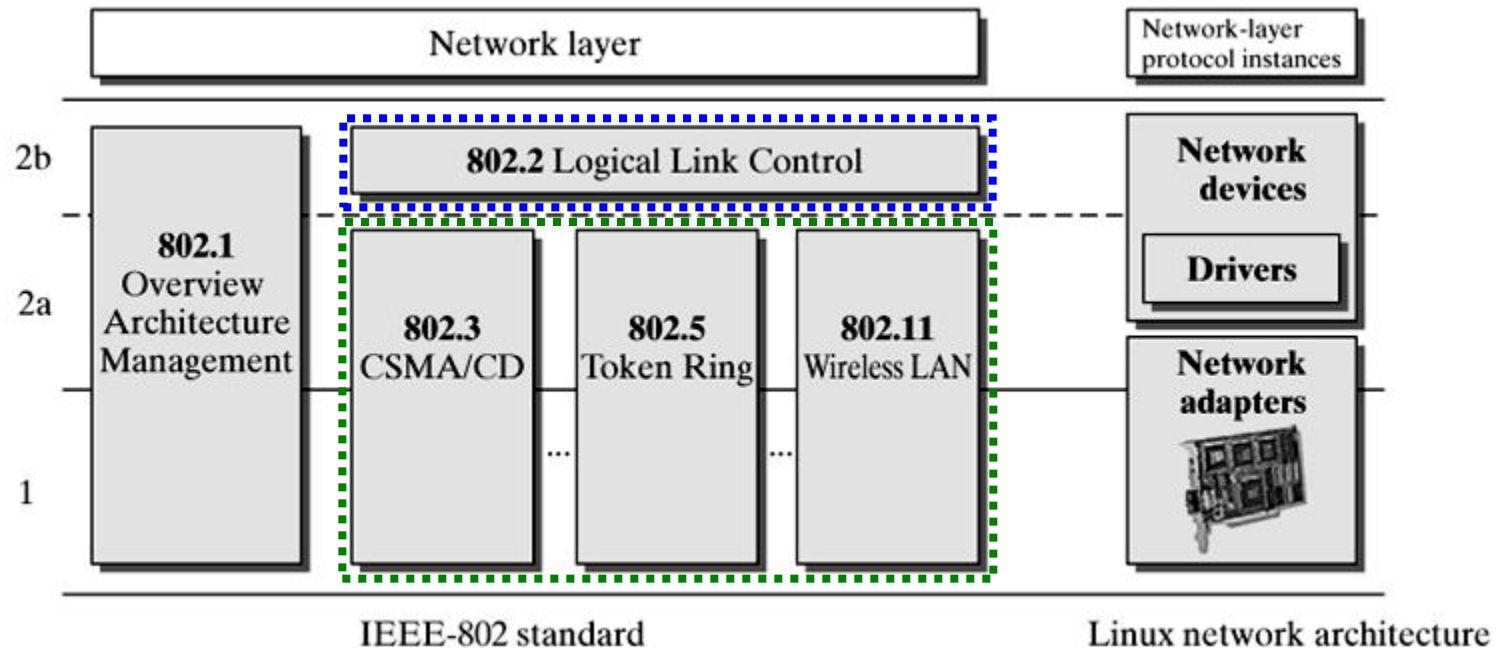 Network layer
Network-layer
protocol instances
2b
802.2 Logical Link Control
Network
devices
802.1
Overview
Architecture
Management
2a
802.3
CSMA/CD
802.5
Token Ring
802.11
Wireless LAN
Drivers
Network
adapters
...
...
1
IEEE-802 standard
Linux network architecture